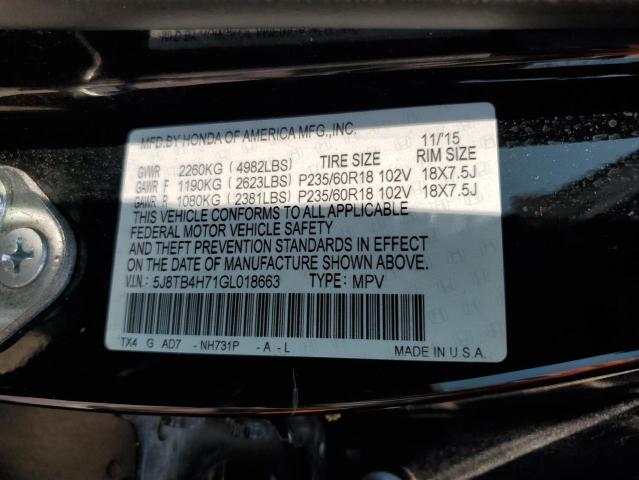 MFD.BY HONDA OF AMERICA MFG.,INC. 11/'15
GVWR 2260KG (4982LBS) TIRE SIZE RIM SIZE
GAWR F 1190KG (2623LBS) P235/60R18 102V 18X7.5J
GAWR R 1080KG (2381LBS) P235/60R18 102V 18X7.5J
THIS VEHICLE CONFORMS TO ALL APPLICABLE
FEDERAL MOTOR VEHICLE SAFETY
AND THEFT PREVENTION STANDARDS IN EFFECT
ON THE DATE OF MANUFACTURE SHOWN ABOVE.
V.I.N.: 5J8TB4H71GL018663 TYPE: MPV
TX4 G AD7 - NH731P - A - L MADE IN U.S.A.